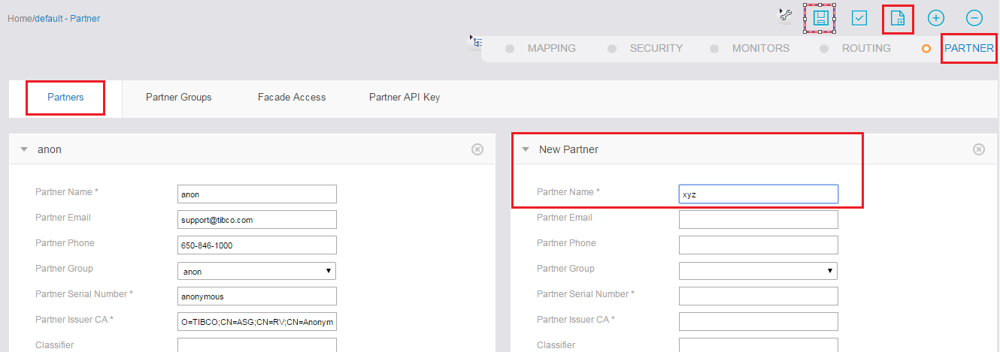 Home/default - Partner
MAPPING SECURITY MONITORS ROUTING PARTNER
Partners Partner Groups Facade Access Partner API Key
anon
Partner Name * anon
Partner Email support@tibco.com
Partner Phone 650-846-1000
Partner Group anon
Partner Serial Number * anonymous
Partner Issuer CA * O=TIBCO;CN=ASG;CN=RV;CN=Anonym
Classifier
New Partner
Partner Name * xyz
Partner Email
Partner Phone
Partner Group
Partner Serial Number *
Partner Issuer CA *
Classifier